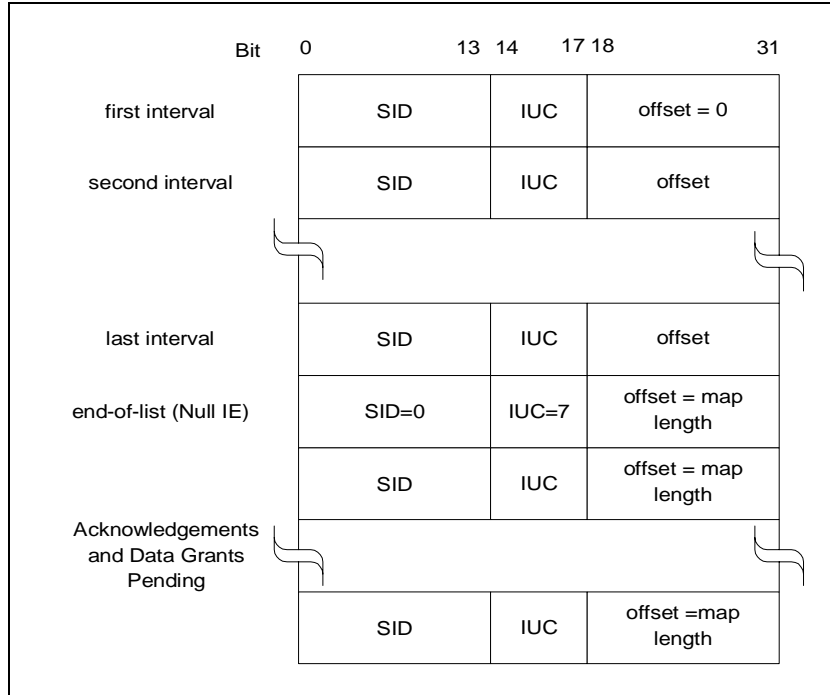 Bit 0 13 14 17 18 31
first interval SID IUC offset = 0
second interval SID IUC offset
last interval SID IUC offset
end-of-list (Null IE) SID=0 IUC=7 offset = map
length
SID IUC offset = map
length
Acknowledgements
and Data Grants
Pending
SID IUC offset =map
length